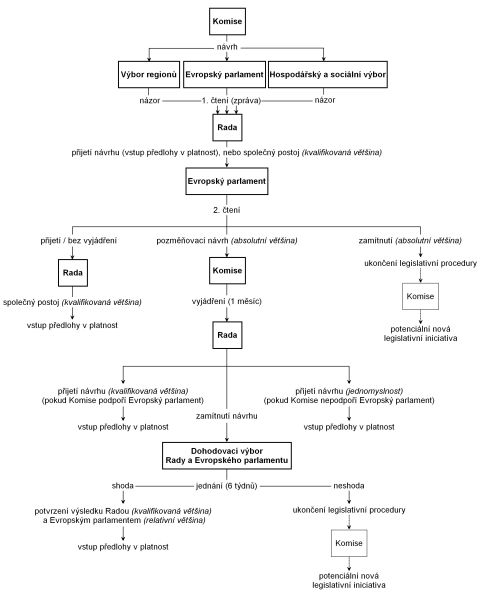 Komise
návrh
Výbor regionů
Evropský parlament
Hospodářský a sociální výbor
názor
1. čtení (zpráva)
názor
Rada
přijetí návrhu (vstup předlohy v platnost), nebo společný postoj (kvalifikovaná většina)
Evropský parlament
2. čtení
přijetí / bez vyjádření
pozměňovací návrh (absolutní většina)
zamítnutí (absolutní většina)
Rada
Komise
ukončení legislativní procedury
Komise
společný postoj (kvalifikovaná většina)
vyjádření (1 měsíc)
vstup předlohy v platnost
Rada
potenciální nová
legislativní iniciativa
přijetí návrhu (kvalifikovaná většina)
(pokud Komise podpoří Evropský parlament)
přijetí návrhu (jednomyslnost)
(pokud Komise nepodpoří Evropský parlament)
zamítnutí návrhu
vstup předlohy v platnost
vstup předlohy v platnost
Dohodovací výbor
Rady a Evropského parlamentu
shoda
jednání (6 týdnů)
neshoda
potvrzení výsledku Radou (kvalifikovaná většina)
a Evropským parlamentem (relativní většina)
ukončení legislativní procedury
vstup předlohy v platnost
Komise
potenciální nová
legislativní iniciativa